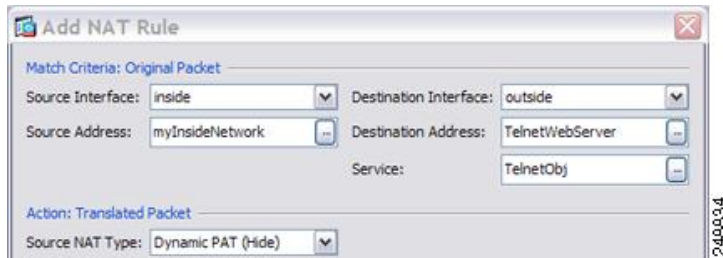 Add NAT Rule
Match Criteria: Original Packet
Source Interface: inside Destination Interface: outside
Source Address: myInsideNetwork ... Destination Address: TelnetWebServer ...
Service: TelnetObj ...
Action: Translated Packet
Source NAT Type: Dynamic PAT (Hide)
248834